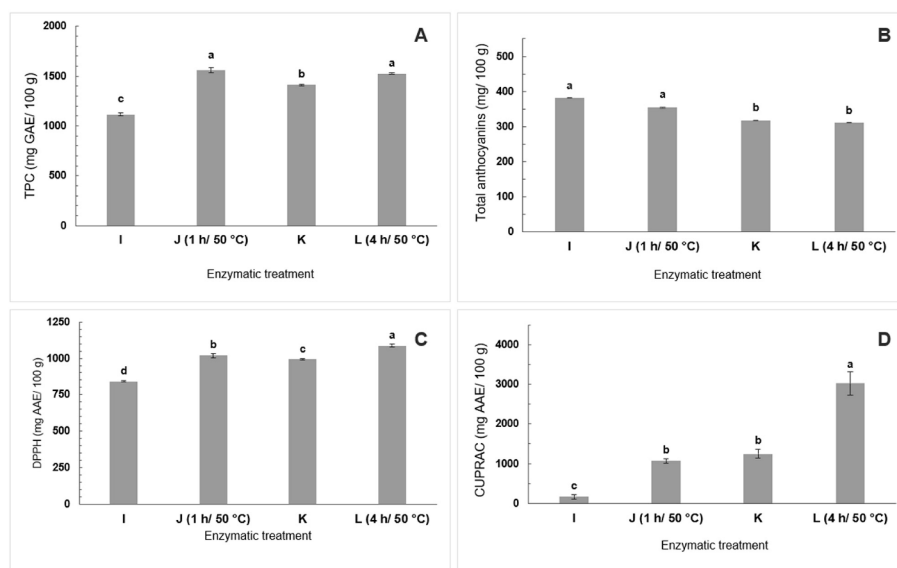 A
TPC (mg GAE/ 100 g)
2000
1500
1000
500
0
c
a
b
a
I
J (1 h/ 50 °C)
K
L (4 h/ 50 °C)
Enzymatic treatment
B
Total anthocyanins (mg/ 100 g)
500
400
300
200
100
0
a
a
b
b
I
J (1 h/ 50 °C)
K
L (4 h/ 50 °C)
Enzymatic treatment
C
DPPH (mg AAE/ 100 g)
1250
1000
750
500
250
0
d
b
c
a
I
J (1 h/ 50 °C)
K
L (4 h/ 50 °C)
Enzymatic treatment
D
CUPRAC (mg AAE/ 100 g)
4000
3000
2000
1000
0
c
b
b
a
I
J (1 h/ 50 °C)
K
L (4 h/ 50 °C)
Enzymatic treatment